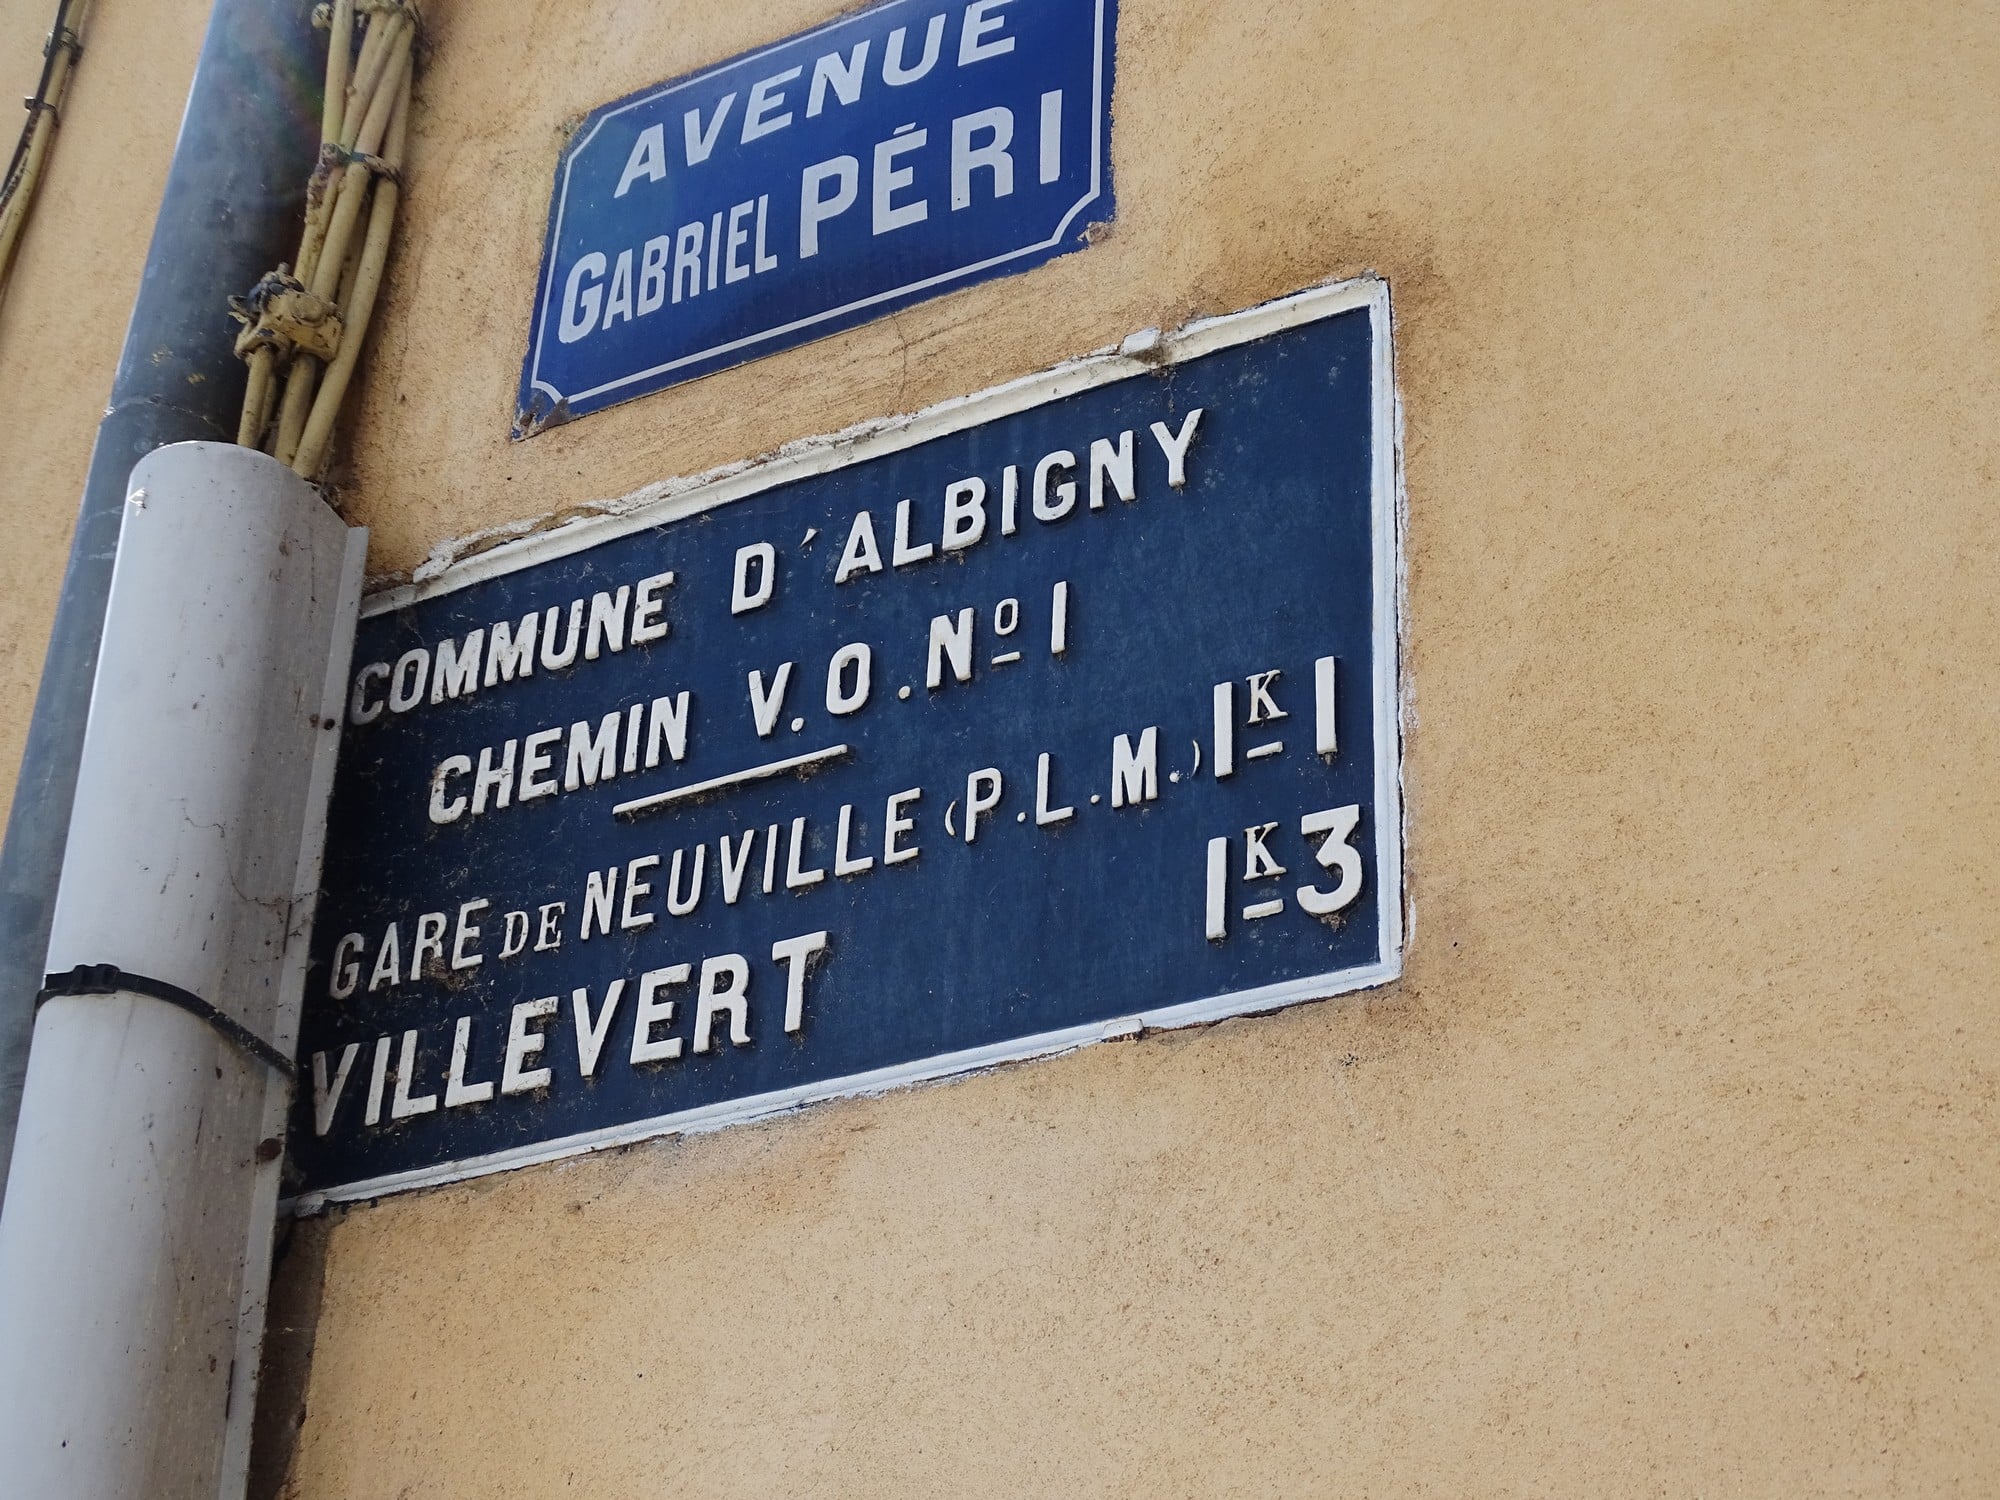 AVENUE
GABRIEL PÉRI
COMMUNE D'ALBIGNY
CHEMIN V.O. Nº 1
GARE DE NEUVILLE (P.L.M.) 1K1
VILLEVERT 1K3